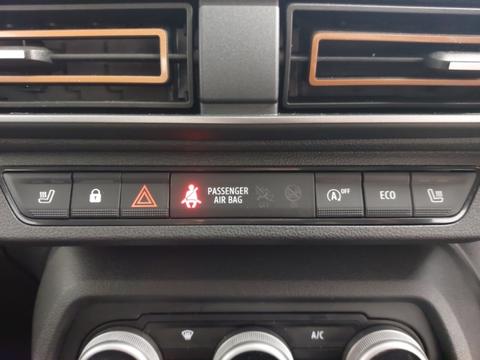 PASSENGER
AIR BAG
A OFF
ECO
A/C